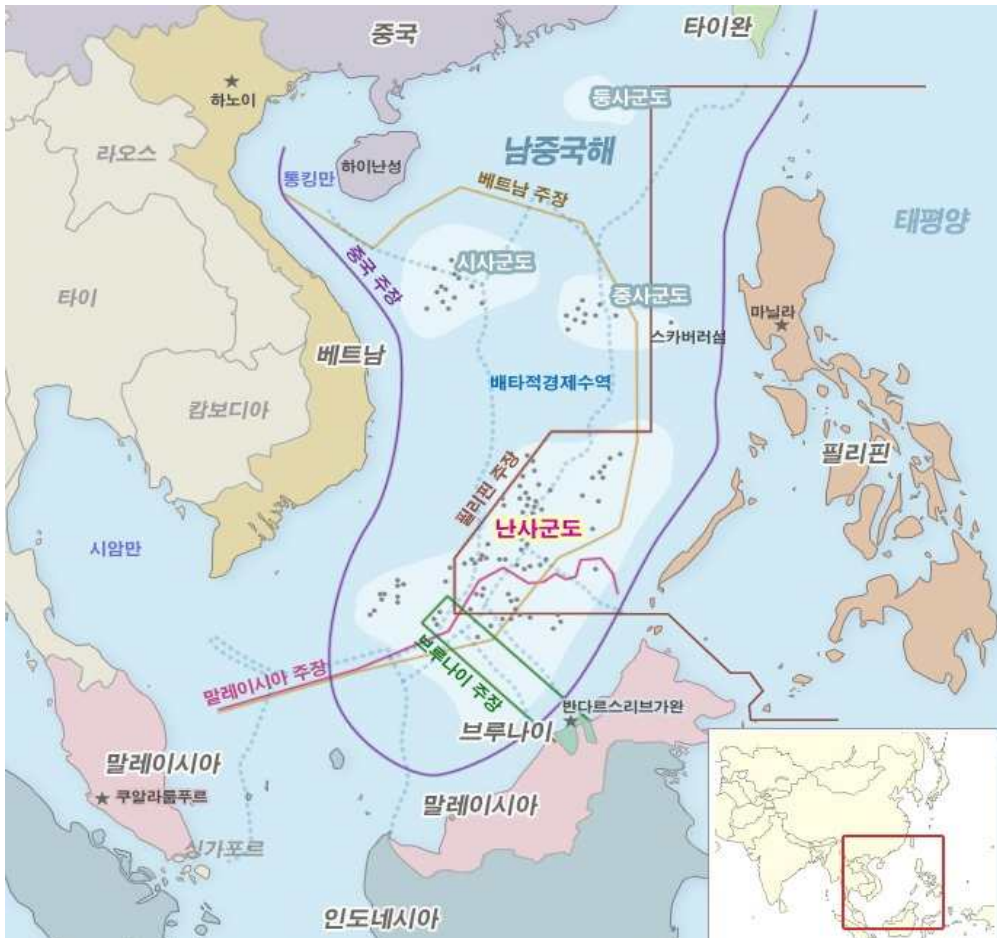 중국
타이완
하노이
둥사군도
남중국해
라오스
하이난성
통킹만
베트남 주장
태평양
시사군도
중국 주장
중사군도
타이
마닐라
스카버러섬
베트남
배타적경제수역
캄보디아
필리핀
필리핀 주장
난사군도
시암만
말레이시아 주장
브루나이 주장
반다르스리브가완
브루나이
말레이시아
쿠알라룸푸르
말레이시아
싱가포르
인도네시아